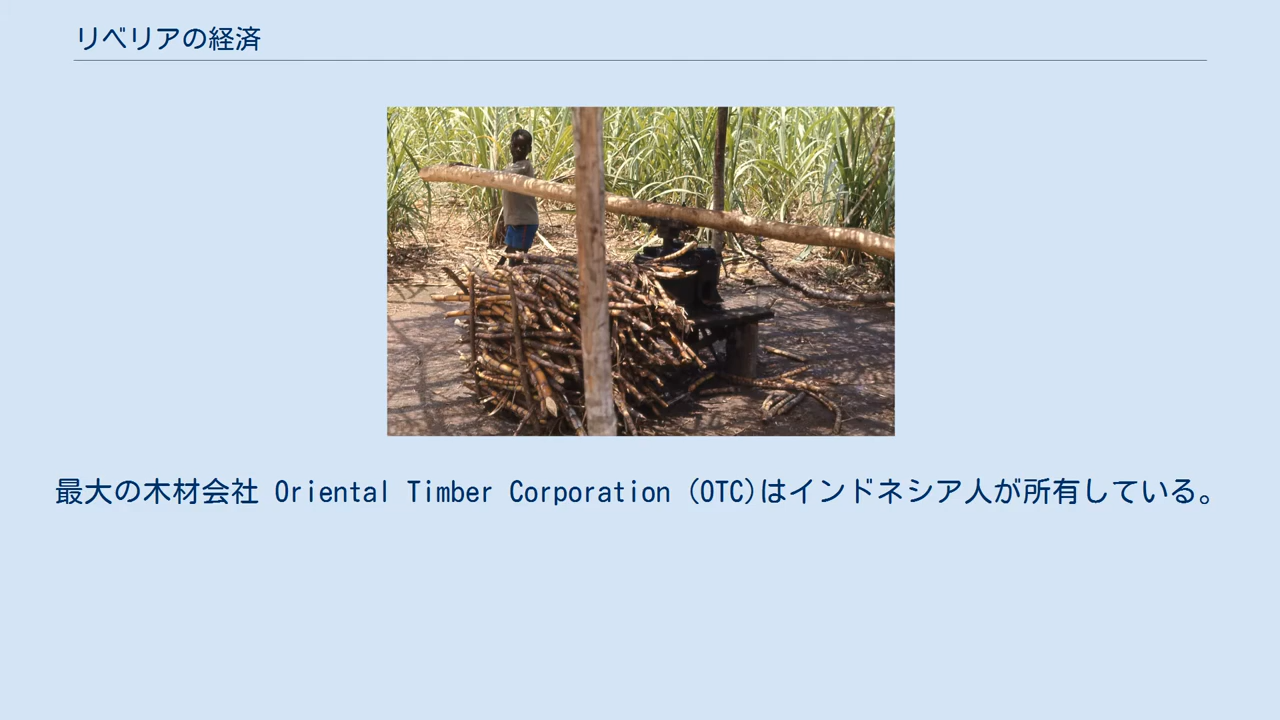 リベリアの経済
最大の木材会社 Oriental Timber Corporation (OTC)はインドネシア人が所有している。